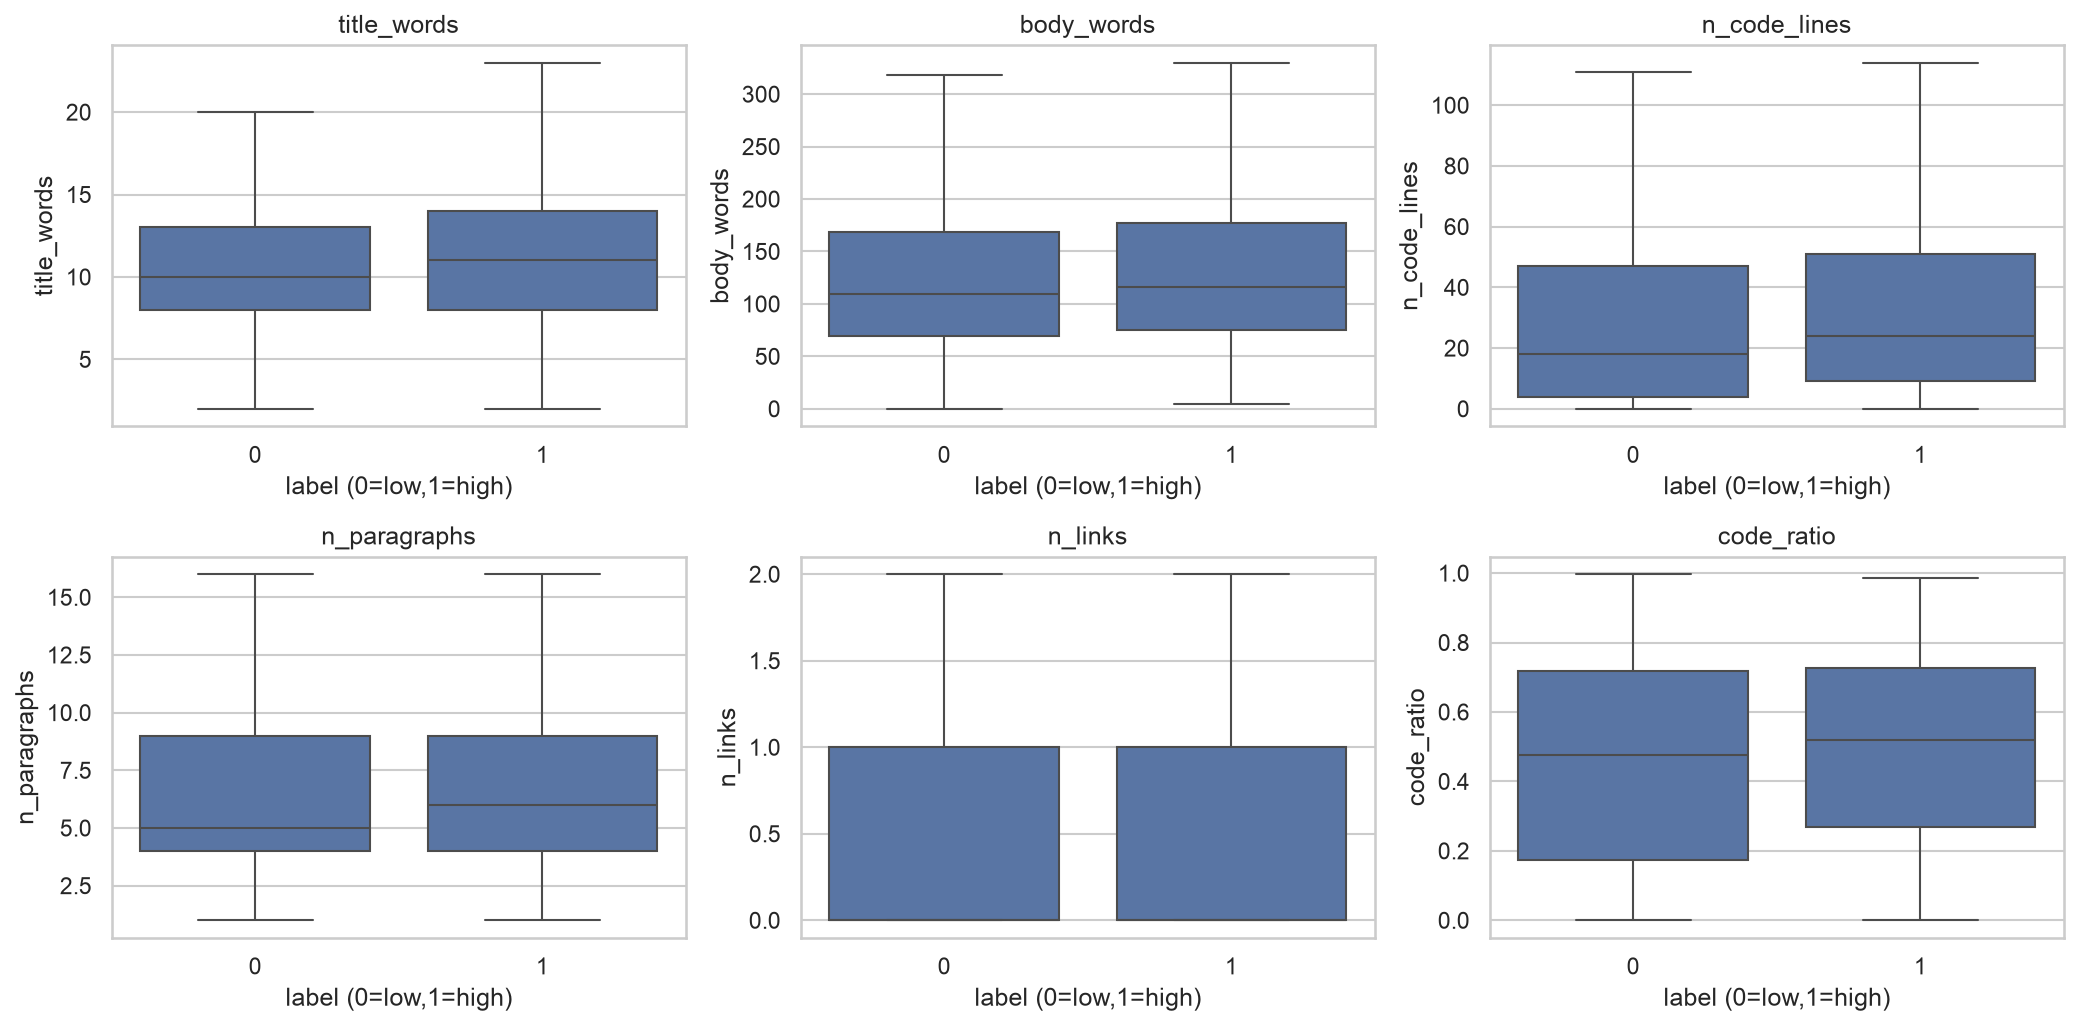 title_words
title_words
20
15
10
5
0
1
label (0=low,1=high)
body_words
body_words
300
250
200
150
100
50
0
0
1
label (0=low,1=high)
n_code_lines
n_code_lines
100
80
60
40
20
0
0
1
label (0=low,1=high)
n_paragraphs
n_paragraphs
15.0
12.5
10.0
7.5
5.0
2.5
0
1
label (0=low,1=high)
n_links
n_links
2.0
1.5
1.0
0.5
0.0
0
1
label (0=low,1=high)
code_ratio
code_ratio
1.0
0.8
0.6
0.4
0.2
0.0
0
1
label (0=low,1=high)